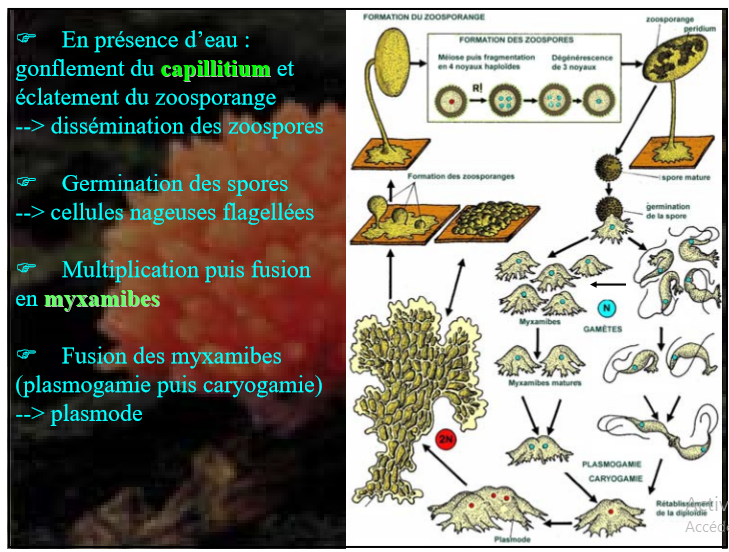 ☞ En présence d’eau :
gonflement du capillitium et
éclatement du zoosporange
--> dissémination des zoospores
☞ Germination des spores
--> cellules nageuses flagellées
☞ Multiplication puis fusion
en myxamibes
☞ Fusion des myxamibes
(plasmogamie puis caryogamie)
--> plasmode
FORMATION DU ZOOSPORANGE
FORMATION DES ZOOSPORES
Méiose puis fragmentation
en 4 noyaux haploïdes
Dégénérescence
de 3 noyaux
R!
zoosporange
peridium
spore mature
Formation des zoosporanges
germination
de la spore
N
Myxamibes
GAMÈTES
Myxamibes matures
2N
PLASMOGAMIE
CARYOGAMIE
Rétablissement
de la diploïdie
Plasmode
Activ
Accéde